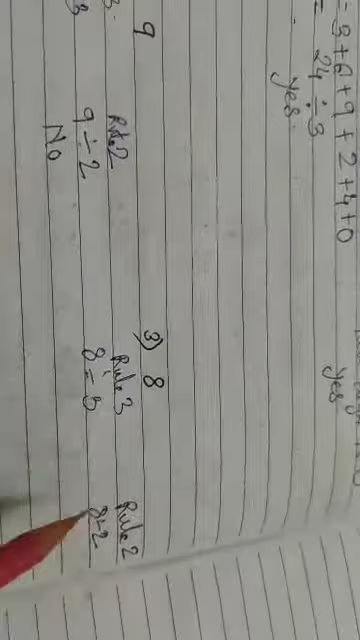 = 3+6+9+2+4+0
= 24 ÷ 3
yes.
yes
9
Rule 2
9 ÷ 2
No
3) 8
Rule 3
8 ÷ 3
Rule 2
8÷2